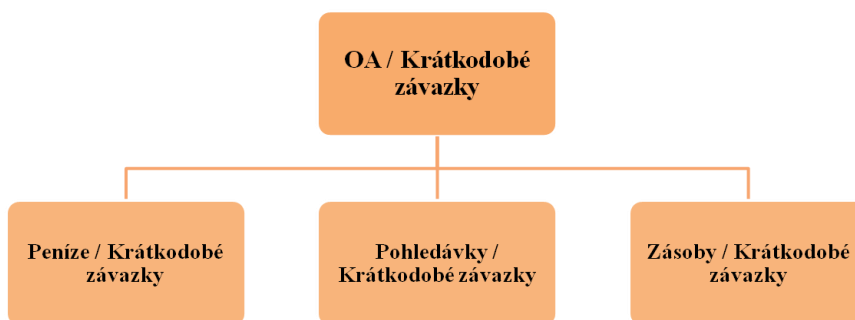 OA / Krátkodobé
závazky
Peníze / Krátkodobé
závazky
Pohledávky /
Krátkodobé závazky
Zásoby / Krátkodobé
závazky